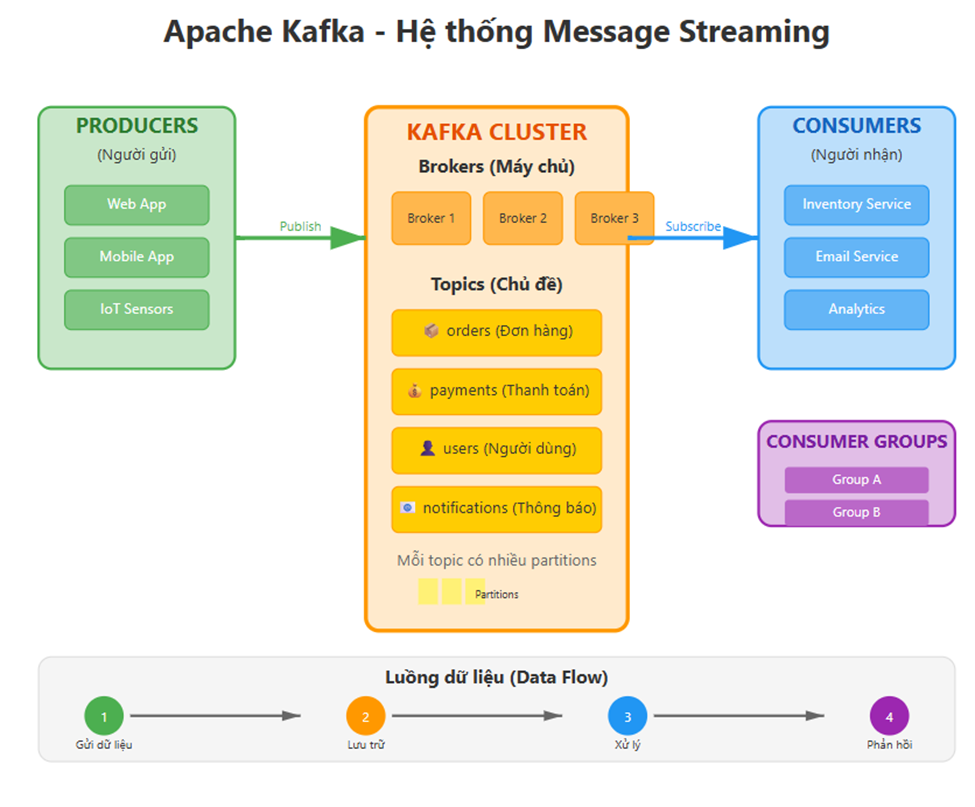 Apache Kafka - Hệ thống Message Streaming
PRODUCERS
(Người gửi)
Web App
Mobile App
IoT Sensors
Publish
KAFKA CLUSTER
Brokers (Máy chủ)
Broker 1
Broker 2
Broker 3
Topics (Chủ đề)
orders (Đơn hàng)
payments (Thanh toán)
users (Người dùng)
notifications (Thông báo)
Mỗi topic có nhiều partitions
Partitions
Subscribe
CONSUMERS
(Người nhận)
Inventory Service
Email Service
Analytics
CONSUMER GROUPS
Group A
Group B
Luồng dữ liệu (Data Flow)
1
Gửi dữ liệu
2
Lưu trữ
3
Xử lý
4
Phản hồi